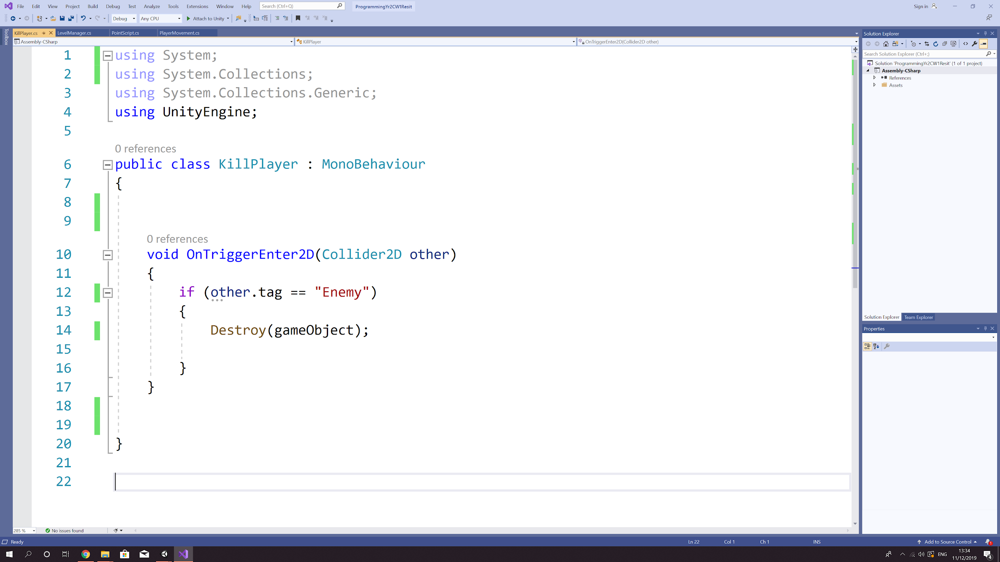 File Edit View Project Build Debug Test Analyze Tools Extensions Window Help Search (Ctrl+Q) ProgrammingYr2CW1Resit Sign in
Debug Any CPU Attach to Unity
Toolbox
KillPlayer.cs LevelManager.cs PointScript.cs PlayerMovement.cs
Assembly-CSharp KillPlayer OnTriggerEnter2D(Collider2D other)
1 using System;
2 using System.Collections;
3 using System.Collections.Generic;
4 using UnityEngine;
5
0 references
6 public class KillPlayer : MonoBehaviour
7 {
8
9
0 references
10 void OnTriggerEnter2D(Collider2D other)
11 {
12 if (other.tag == "Enemy")
13 {
14 Destroy(gameObject);
15
16 }
17 }
18
19
20 }
21
22
285 % No issues found
Solution Explorer
Search Solution Explorer (Ctrl+;)
Solution 'ProgrammingYr2CW1Resit' (1 of 1 project)
Assembly-CSharp
References
Assets
Solution Explorer Team Explorer
Properties
Ready Ln 22 Col 1 Ch 1 INS Add to Source Control 1
ENG
13:34
11/12/2019
4